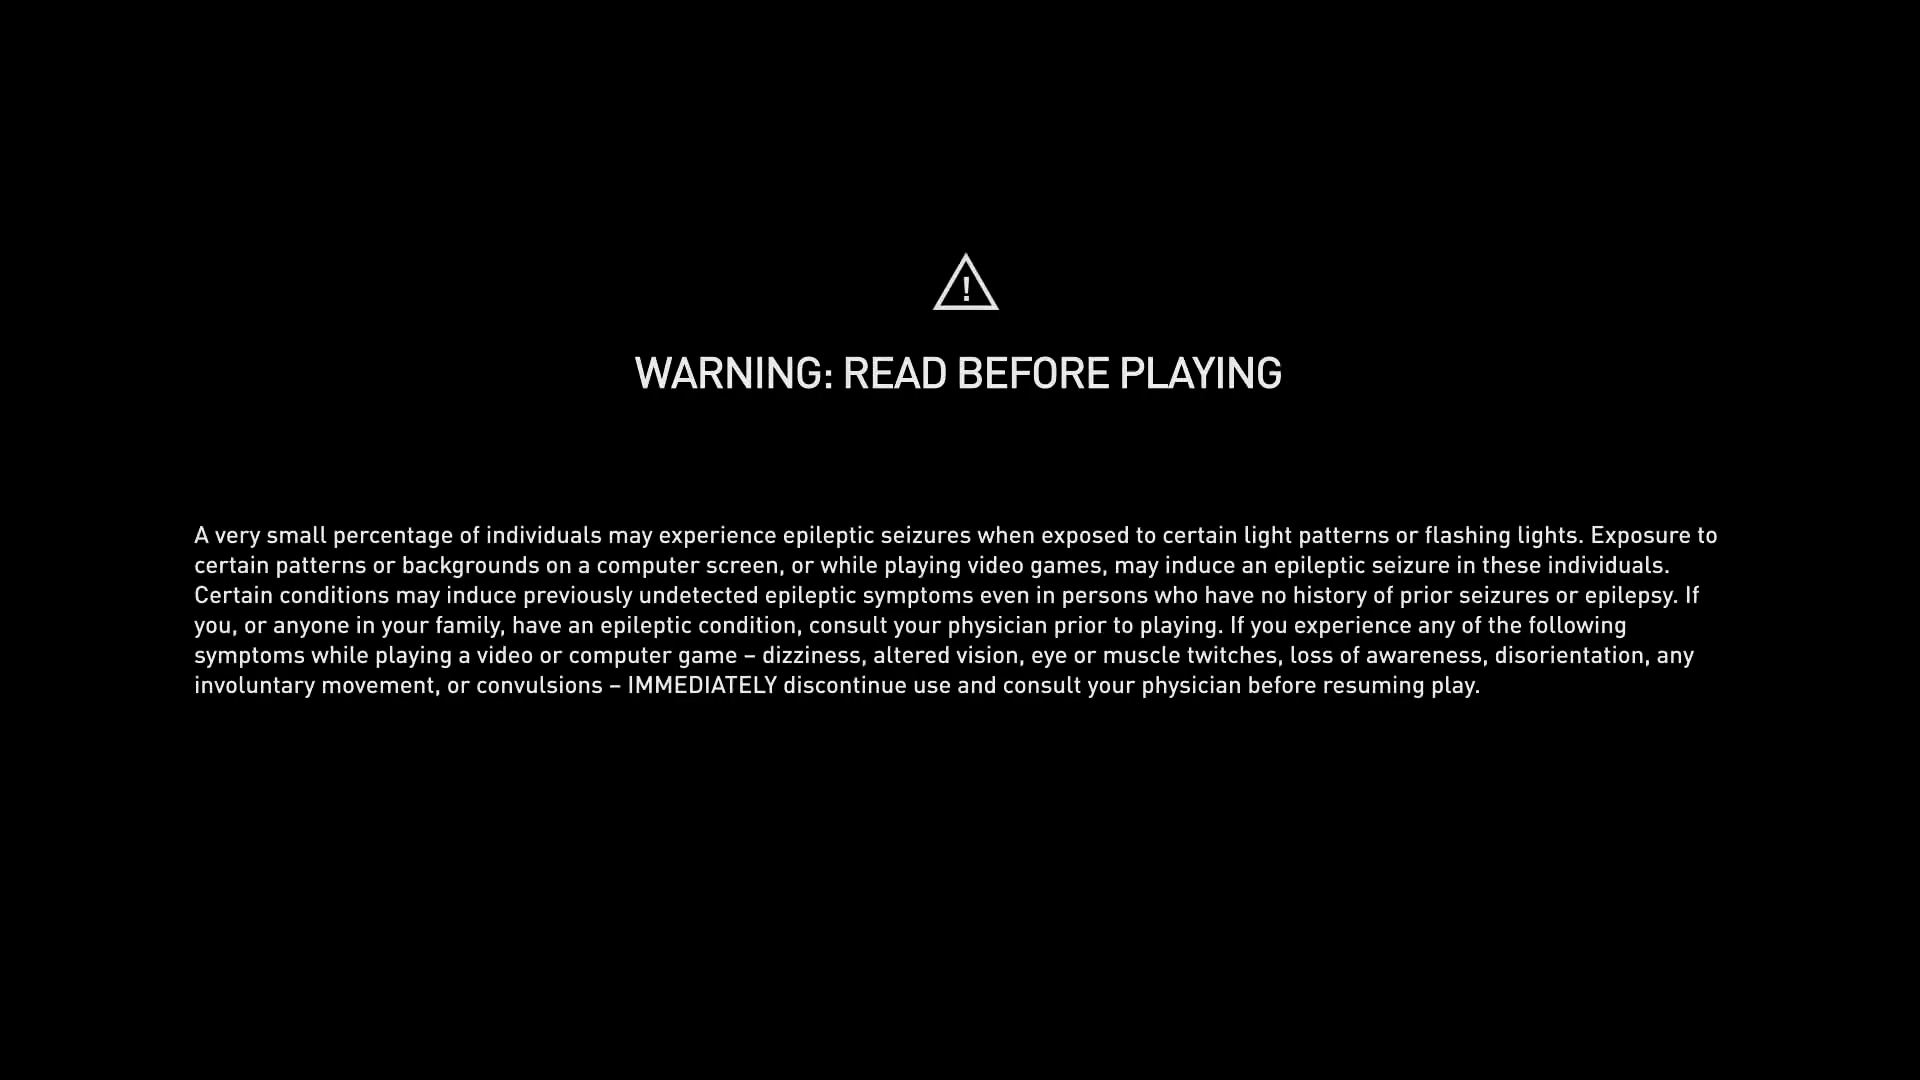 !
WARNING: READ BEFORE PLAYING
A very small percentage of individuals may experience epileptic seizures when exposed to certain light patterns or flashing lights. Exposure to
certain patterns or backgrounds on a computer screen, or while playing video games, may induce an epileptic seizure in these individuals.
Certain conditions may induce previously undetected epileptic symptoms even in persons who have no history of prior seizures or epilepsy. If
you, or anyone in your family, have an epileptic condition, consult your physician prior to playing. If you experience any of the following
symptoms while playing a video or computer game – dizziness, altered vision, eye or muscle twitches, loss of awareness, disorientation, any
involuntary movement, or convulsions – IMMEDIATELY discontinue use and consult your physician before resuming play.